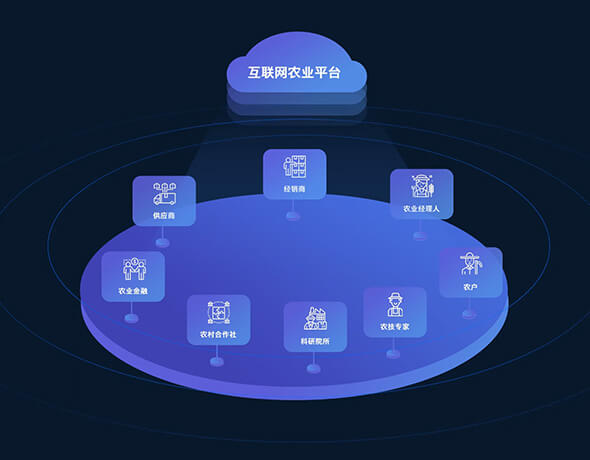 互联网农业平台
经销商
供应商
农业经理人
农业金融
农户
农村合作社
科研院所
农技专家